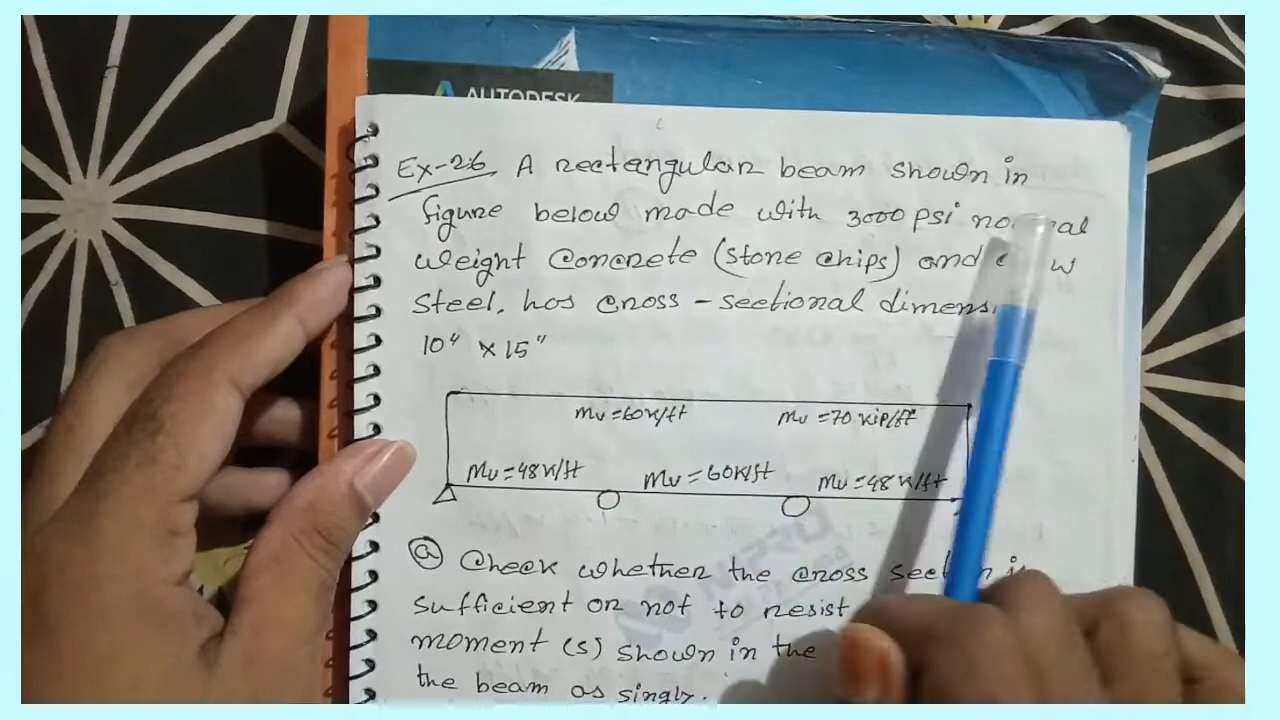 AUTODESK
Ex-2.6, A rectangular beam shown in
figure below made with 3000 psi
weight concrete (stone chips) and
steel, has cross-sectional
10" x 15"
Mu = 60 k/ft Mu = 70 kip/ft
Mu = 48 k/ft Mu = 60 k/ft Mu = 48 k/ft
(a) Check whether the cross
sufficient or not to resist
moment (s) shown in the
the beam as singly.